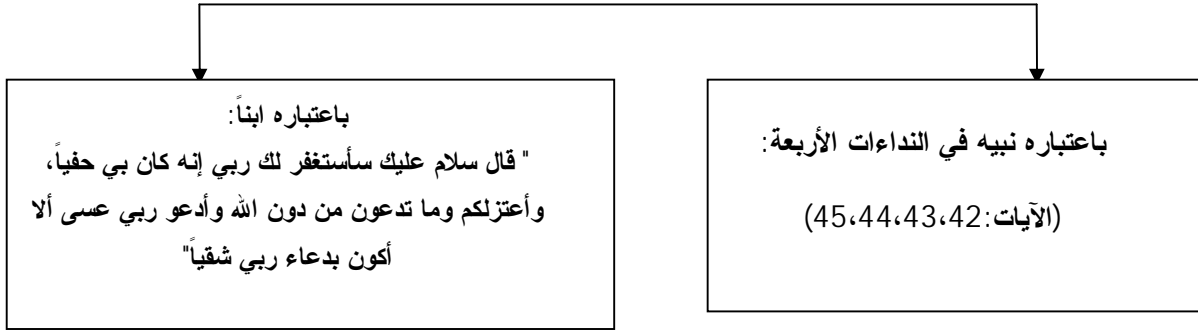 باعتباره نبيه في النداءات الأربعة:
(الآيات:45،44،43،42)
باعتباره ابناً:
" قال سلام عليك سأستغفر لك ربي إنه كان بي حفياً،
وأعتزلكم وما تدعون من دون الله وأدعو ربي عسى ألا
أكون بدعاء ربي شقياً"